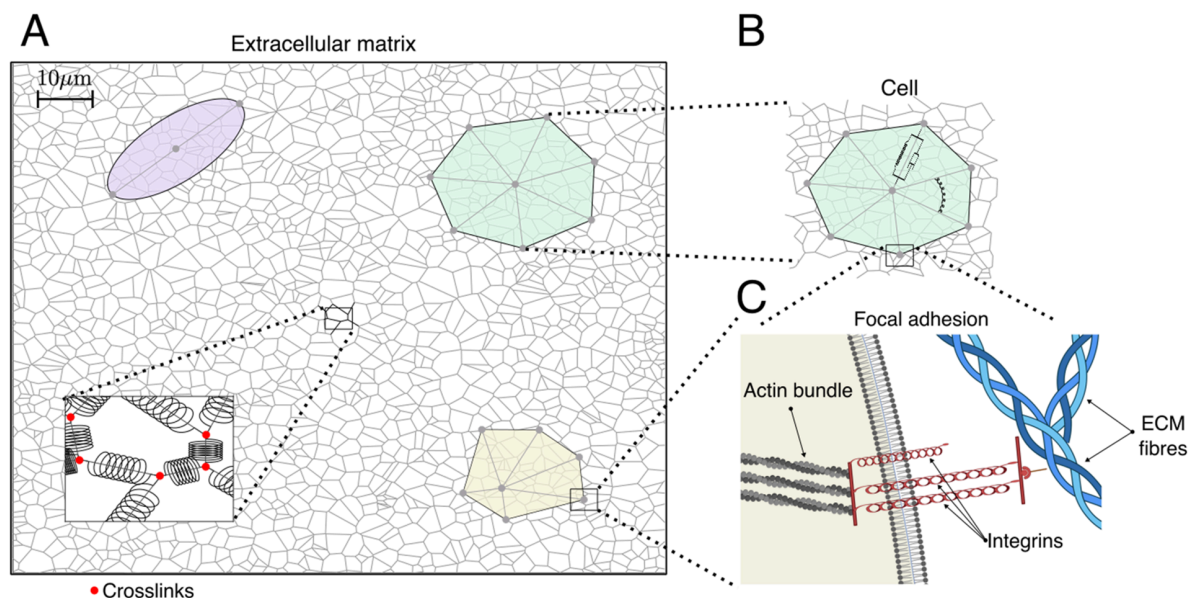 A
Extracellular matrix
10μm
Crosslinks
B
Cell
C
Focal adhesion
Actin bundle
ECM
fibres
Integrins